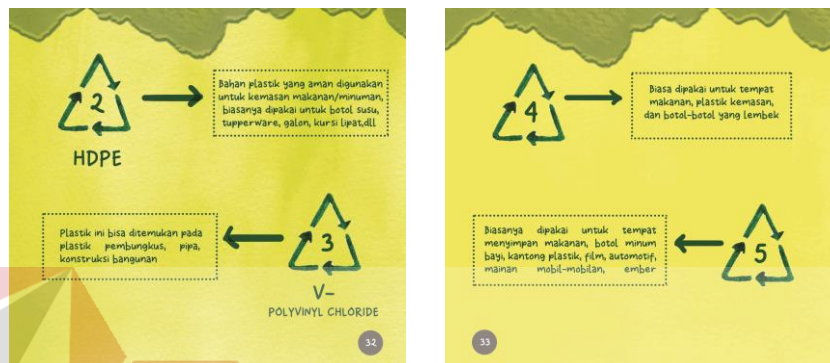 2
HDPE
Bahan plastik yang aman digunakan
untuk kemasan makanan/minuman,
biasanya dipakai untuk botol susu,
tupperware, galon, kursi lipat,dll
Plastik ini bisa ditemukan pada
plastik pembungkus, pipa,
konstruksi bangunan
3
V-
POLYVINYL CHLORIDE
32
4
Biasa dipakai untuk tempat
makanan, plastik kemasan,
dan botol-botol yang lembek
Biasanya dipakai untuk tempat
menyimpan makanan, botol minum
bayi, kantong plastik, film, automotif,
mainan mobil-mobilan, ember
5
33